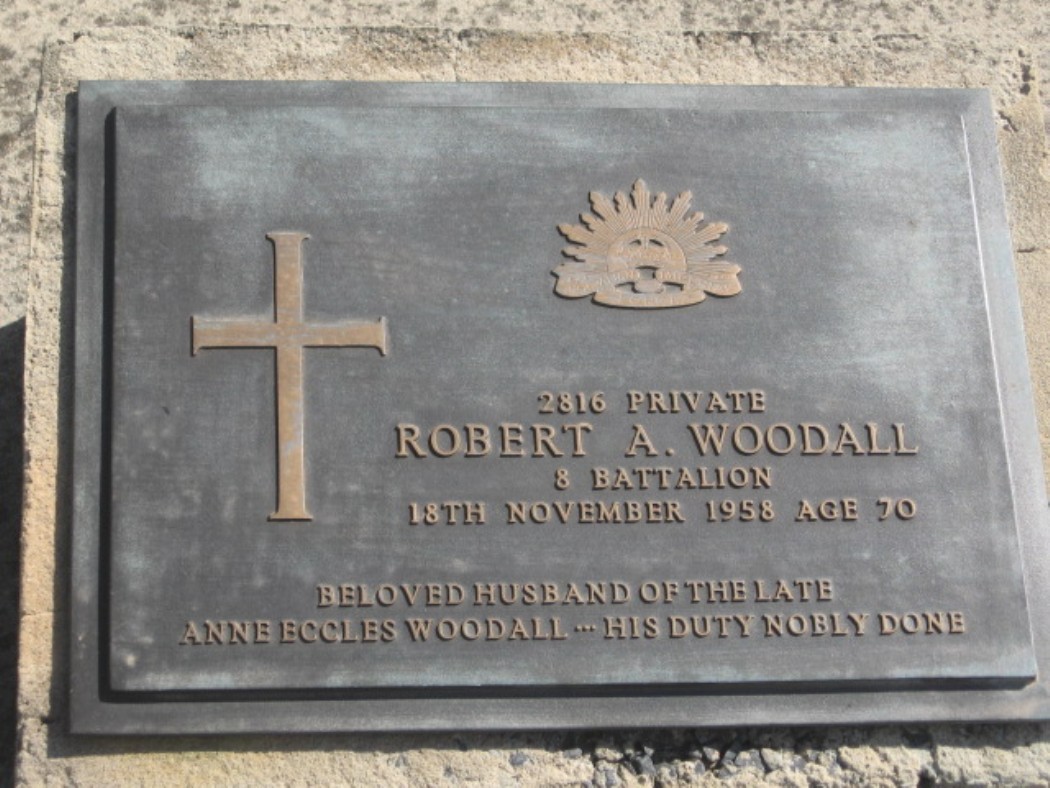 2816 PRIVATE
ROBERT A. WOODALL
8 BATTALION
18TH NOVEMBER 1958 AGE 70
BELOVED HUSBAND OF THE LATE
ANNE ECCLES WOODALL ··· HIS DUTY NOBLY DONE